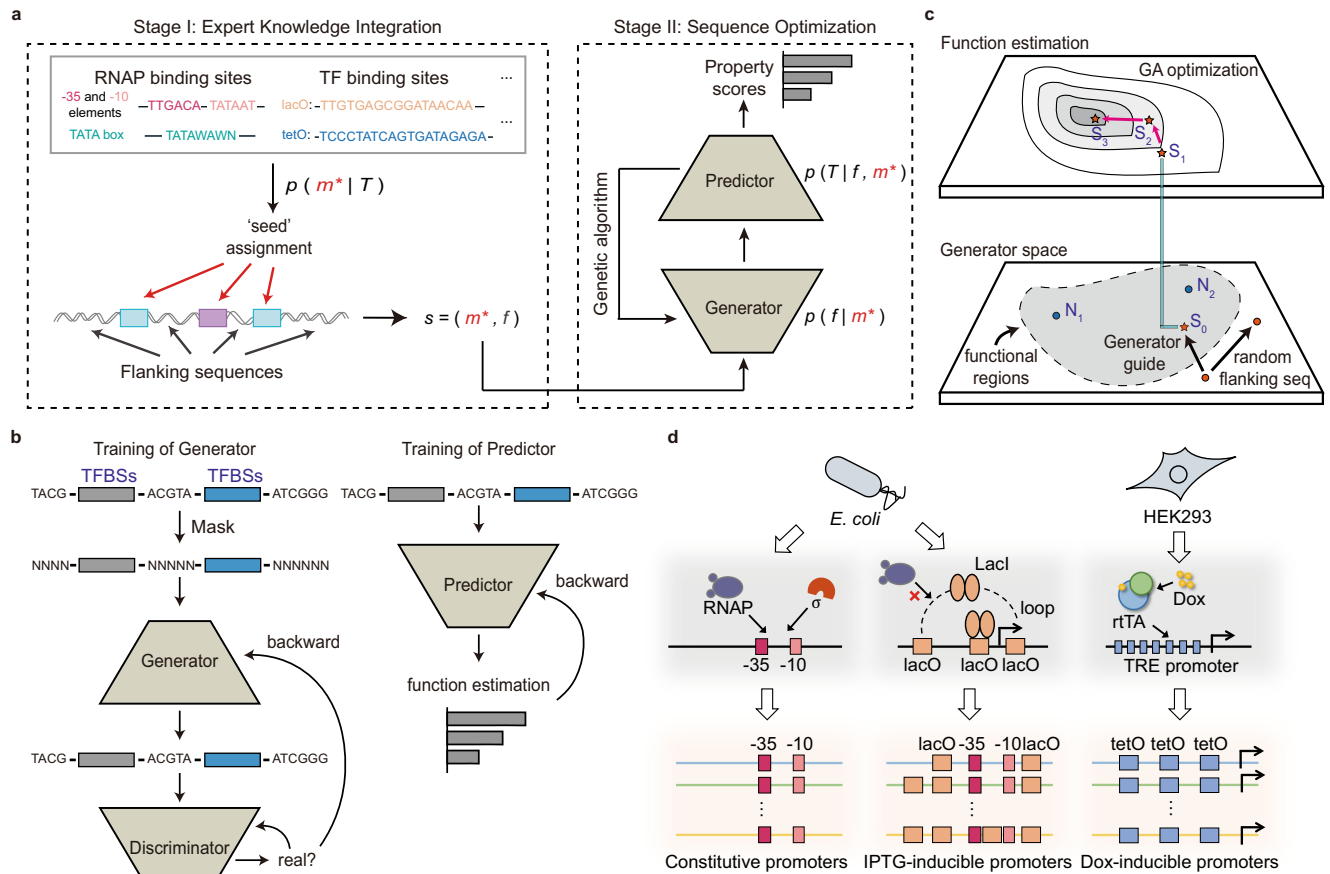 a
Stage I: Expert Knowledge Integration
RNAP binding sites
TF binding sites
...
-35 and -10
elements
TTGACA
TATAAT
lacO:
TTGTGAGCGGATAACAA
TATA box
TATAWAWN
tetO:
TCCCTATCAGTGATAGAGA
...
p ( m* | T )
'seed'
assignment
s = ( m* , f )
Flanking sequences
Stage II: Sequence Optimization
Property
scores
Predictor
p ( T | f , m* )
Genetic algorithm
Generator
p ( f | m* )
c
Function estimation
GA optimization
S3
S2
S1
Generator space
N1
N2
S0
functional
regions
Generator
guide
random
flanking seq
b
Training of Generator
TFBSs
TFBSs
TACG
ACGTA
ATCGGG
Mask
NNNN
NNNNN
NNNNNN
Generator
backward
TACG
ACGTA
ATCGGG
Discriminator
real?
Training of Predictor
TACG
ACGTA
ATCGGG
Predictor
backward
function estimation
d
E. coli
HEK293
RNAP
σ
-35
-10
LacI
loop
lacO
lacO
lacO
Dox
rtTA
TRE promoter
-35
-10
lacO
-35
-10
lacO
tetO
tetO
tetO
Constitutive promoters
IPTG-inducible promoters
Dox-inducible promoters